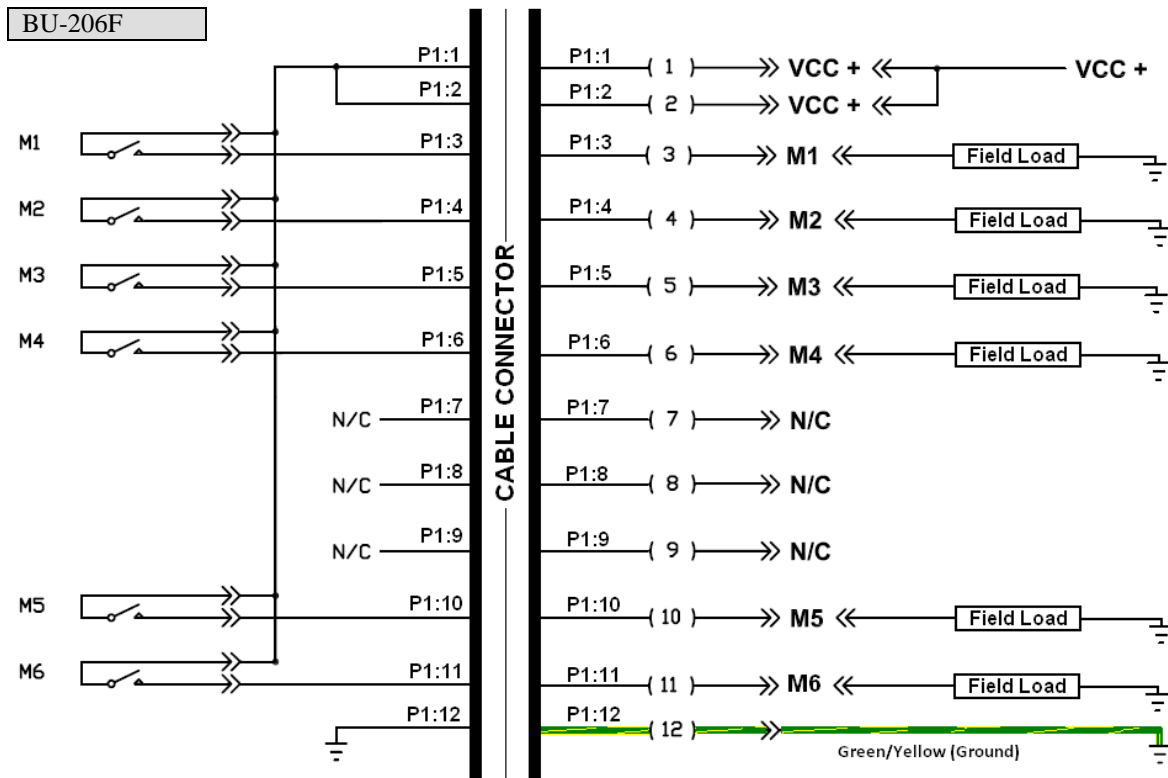 BU-206F
P1:1 P1:1 ( 1 ) VCC + VCC +
P1:2 P1:2 ( 2 ) VCC +
M1 P1:3 P1:3 ( 3 ) M1 Field Load
M2 P1:4 P1:4 ( 4 ) M2 Field Load
M3 P1:5 P1:5 ( 5 ) M3 Field Load
M4 P1:6 P1:6 ( 6 ) M4 Field Load
CABLE CONNECTOR
N/C P1:7 P1:7 ( 7 ) N/C
N/C P1:8 P1:8 ( 8 ) N/C
N/C P1:9 P1:9 ( 9 ) N/C
M5 P1:10 P1:10 ( 10 ) M5 Field Load
M6 P1:11 P1:11 ( 11 ) M6 Field Load
P1:12 P1:12 ( 12 )
Green/Yellow (Ground)